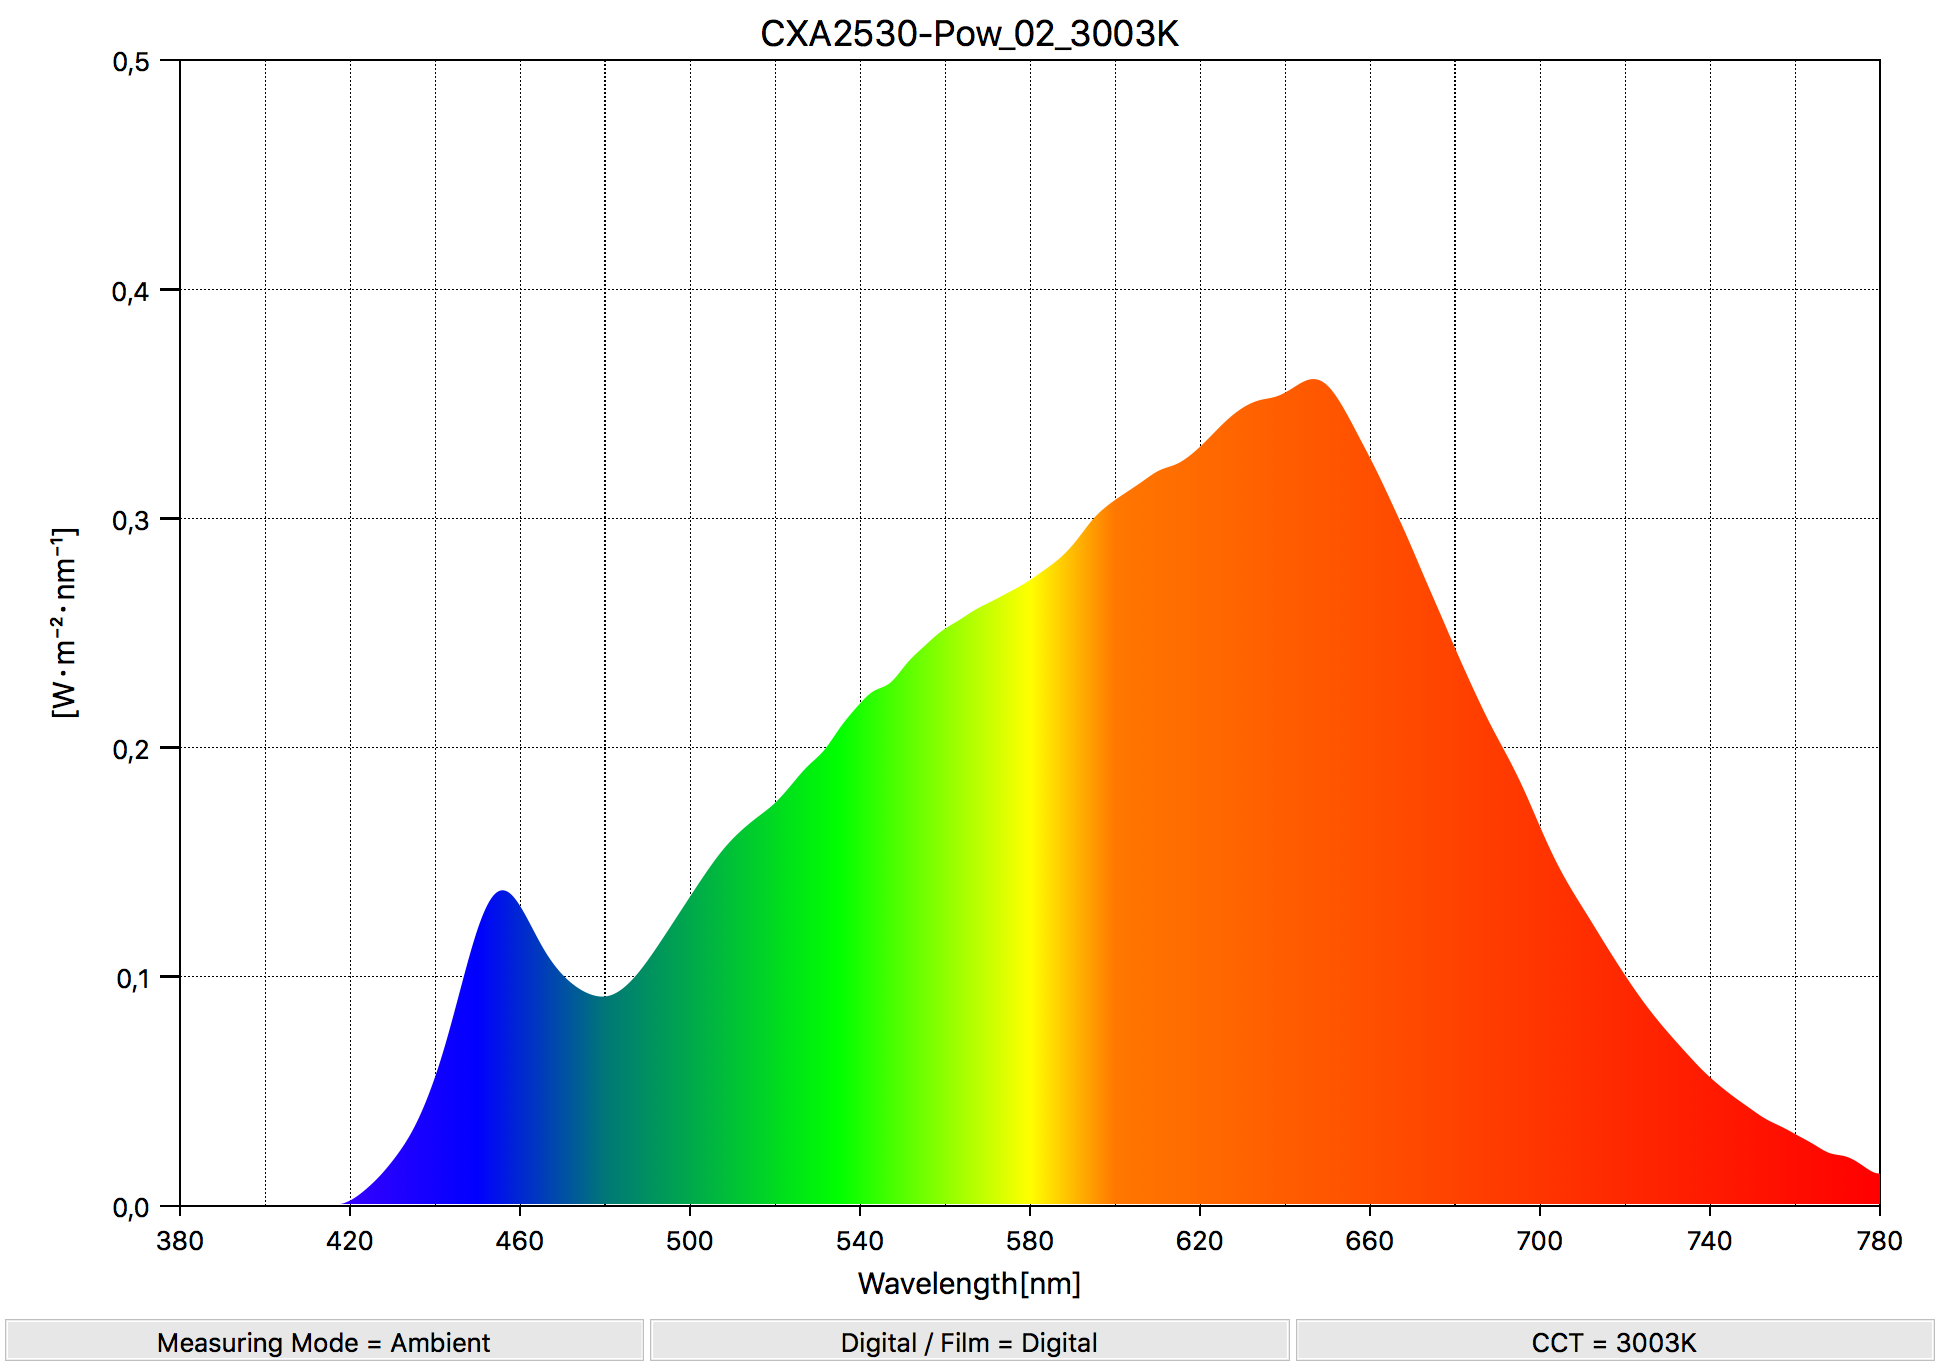 CXA2530-Pow_02_3003K
0,5
0,4
0,3
0,2
0,1
0,0
[W·m⁻²·nm⁻¹]
380 420 460 500 540 580 620 660 700 740 780
Wavelength[nm]
Measuring Mode = Ambient
Digital / Film = Digital
CCT = 3003K